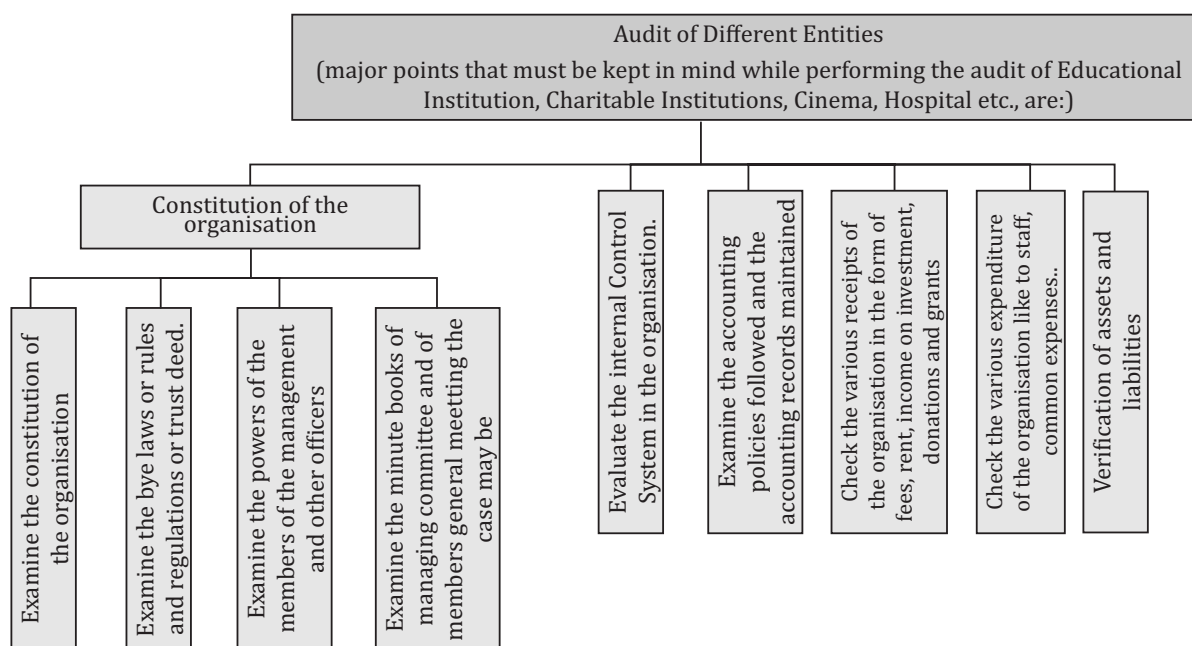 Audit of Different Entities
(major points that must be kept in mind while performing the audit of Educational
Institution, Charitable Institutions, Cinema, Hospital etc., are:)
Constitution of the
organisation
Examine the constitution of
the organisation
Examine the bye laws or rules
and regulations or trust deed.
Examine the powers of the
members of the management
and other officers
Examine the minute books of
managing committee and of
members general meetting the
case may be
Evaluate the internal Control
System in the organisation.
Examine the accounting
policies followed and the
accounting records maintained
Check the various receipts of
the organisation in the form of
fees, rent, income on investment,
donations and grants
Check the various expenditure
of the organisation like to staff,
common expenses..
Verification of assets and
liabilities